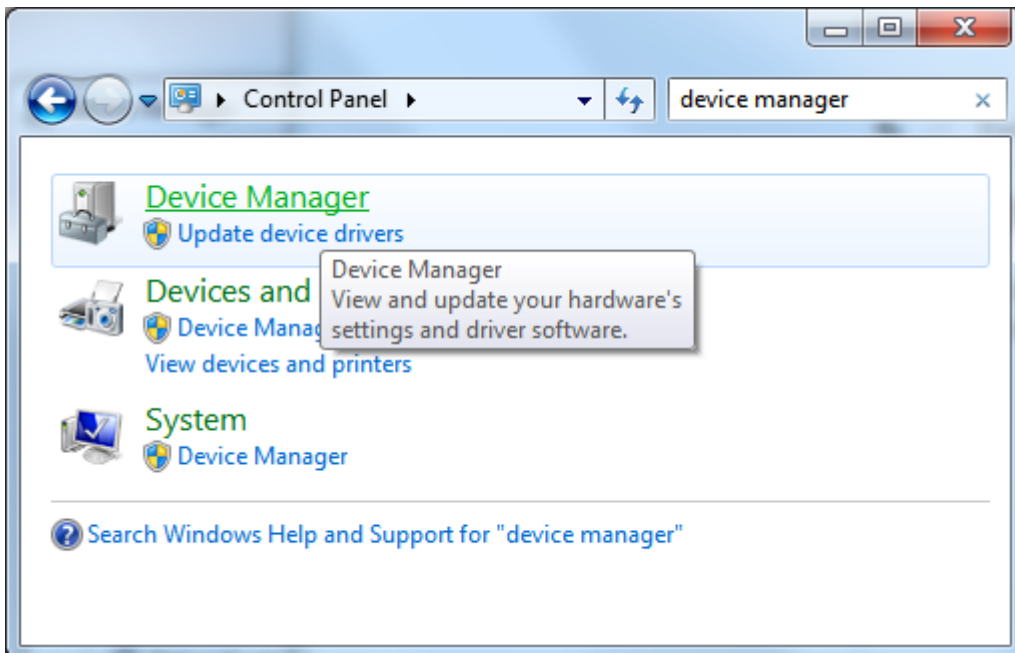 Control Panel
device manager
Device Manager
Update device drivers
Device Manager
View and update your hardware's
settings and driver software.
Devices and
Device Manag
View devices and printers
System
Device Manager
Search Windows Help and Support for "device manager"